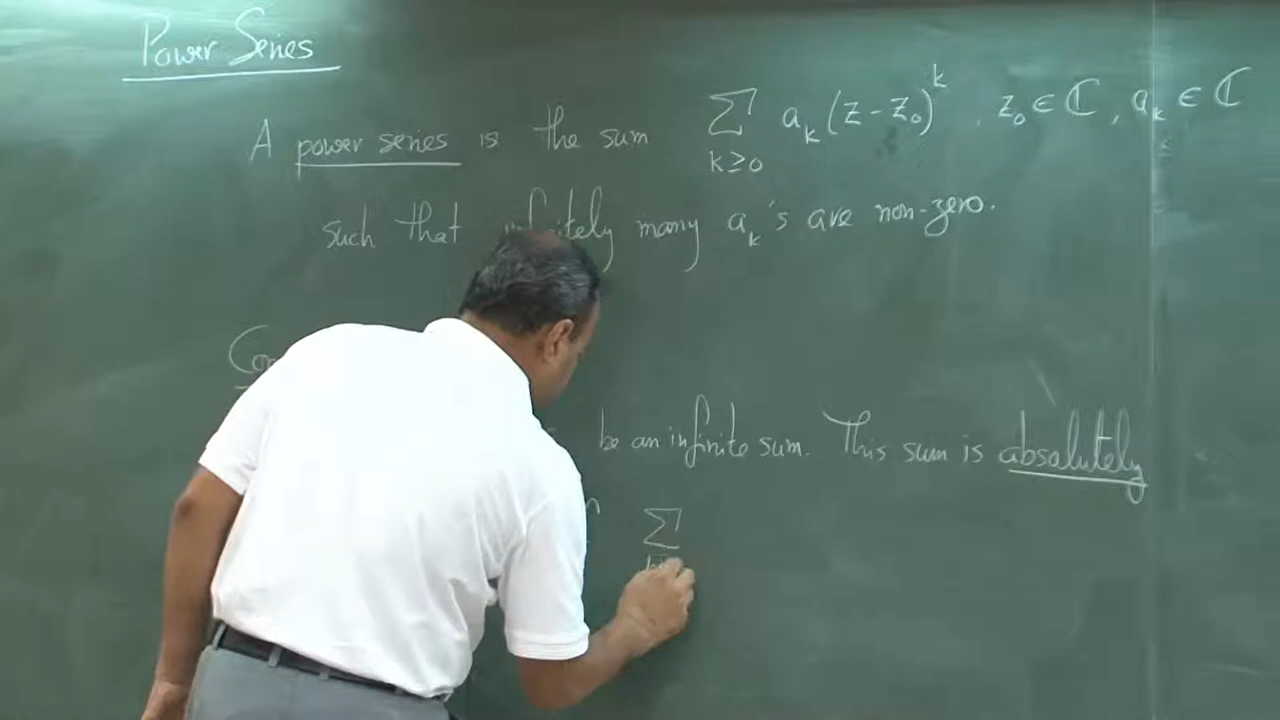 Power Series
A power series is the sum ∑ a_k (z - z_0)^k , z_0 ∈ ℂ, a_k ∈ ℂ
k ≥ 0
such that infinitely many a_k's are non-zero.
be an infinite sum. This sum is absolutely
∑